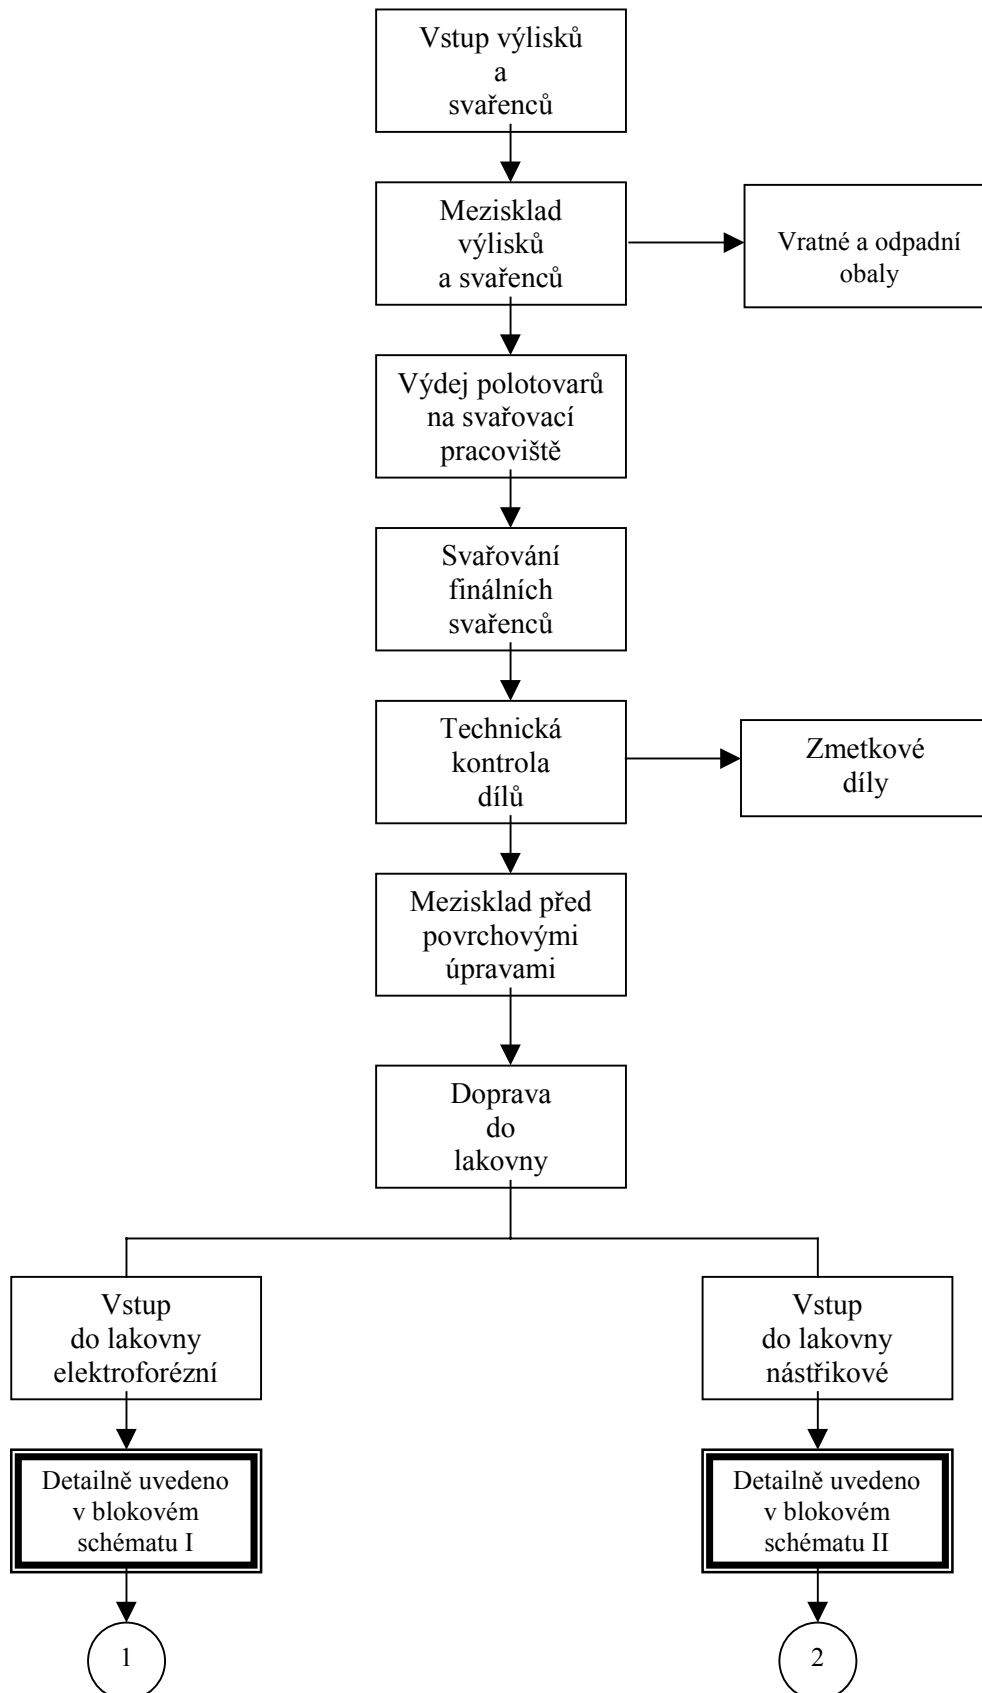 Vstup výlisků
a
svařenců
Mezisklad
výlisků
a svařenců
Vratné a odpadní
obaly
Výdej polotovarů
na svařovací
pracoviště
Svařování
finálních
svařenců
Technická
kontrola
dílů
Zmetkové
díly
Mezisklad před
povrchovými
úpravami
Doprava
do
lakovny
Vstup
do lakovny
elektroforézní
Vstup
do lakovny
nástřikové
Detailně uvedeno
v blokovém
schématu I
Detailně uvedeno
v blokovém
schématu II
1
2